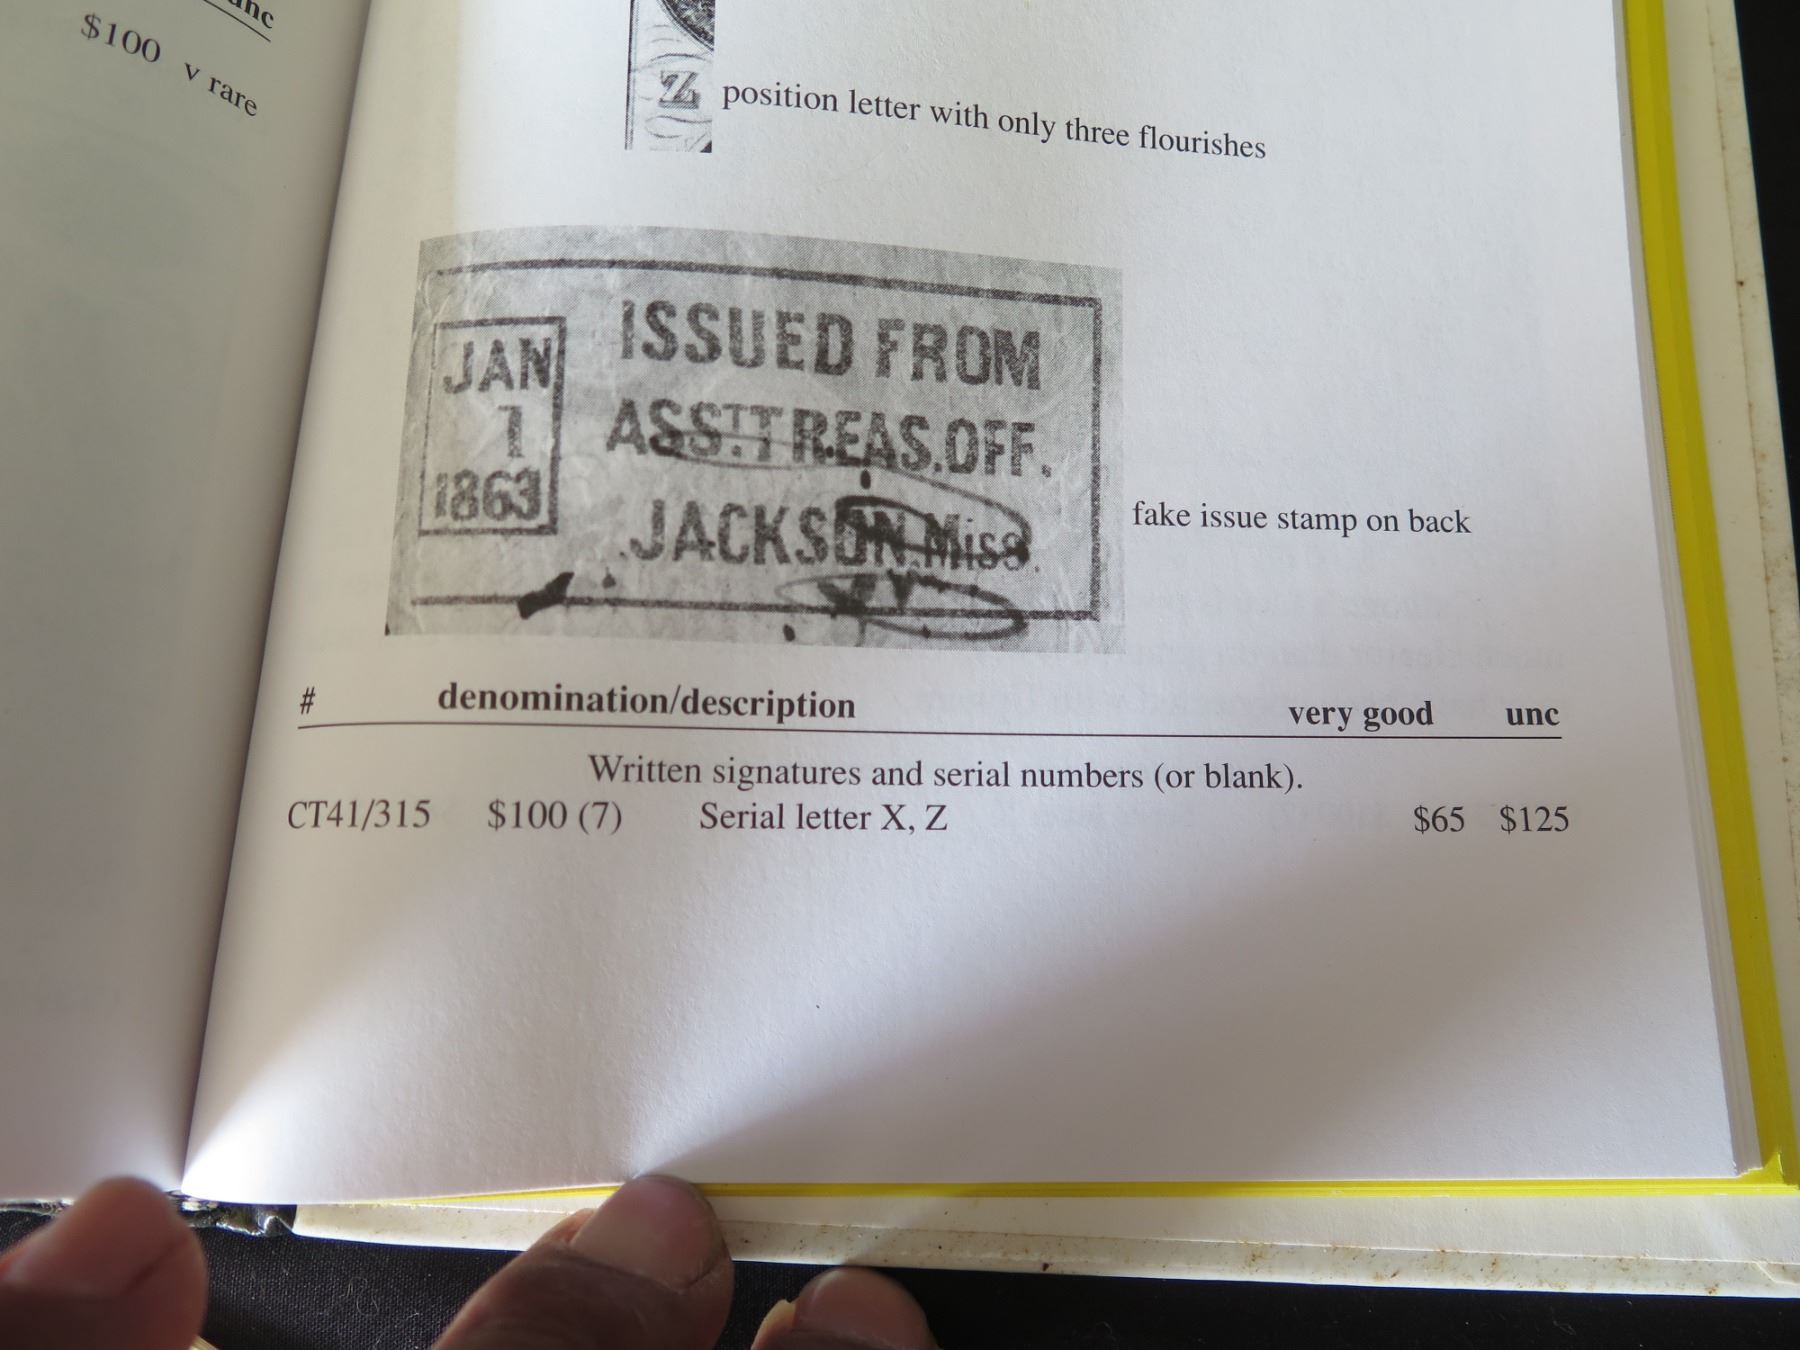 $100 v rare
Z position letter with only three flourishes
JAN
1
1863
ISSUED FROM
ASST. TREAS. OFF.
JACKSON, Miss.
fake issue stamp on back
# denomination/description very good unc
Written signatures and serial numbers (or blank).
CT41/315 $100 (7) Serial letter X, Z $65 $125